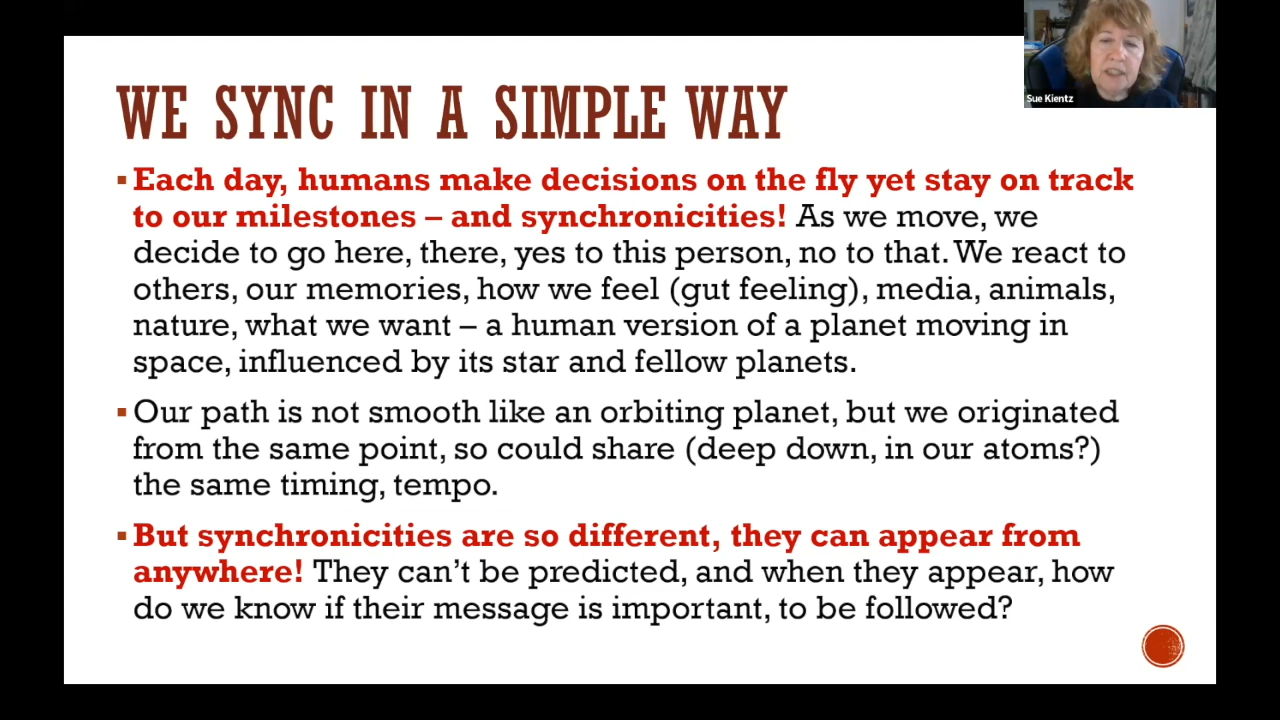 WE SYNC IN A SIMPLE WAY
Sue Kientz
▪ Each day, humans make decisions on the fly yet stay on track
to our milestones – and synchronicities! As we move, we
decide to go here, there, yes to this person, no to that. We react to
others, our memories, how we feel (gut feeling), media, animals,
nature, what we want – a human version of a planet moving in
space, influenced by its star and fellow planets.
▪ Our path is not smooth like an orbiting planet, but we originated
from the same point, so could share (deep down, in our atoms?)
the same timing, tempo.
▪ But synchronicities are so different, they can appear from
anywhere! They can’t be predicted, and when they appear, how
do we know if their message is important, to be followed?